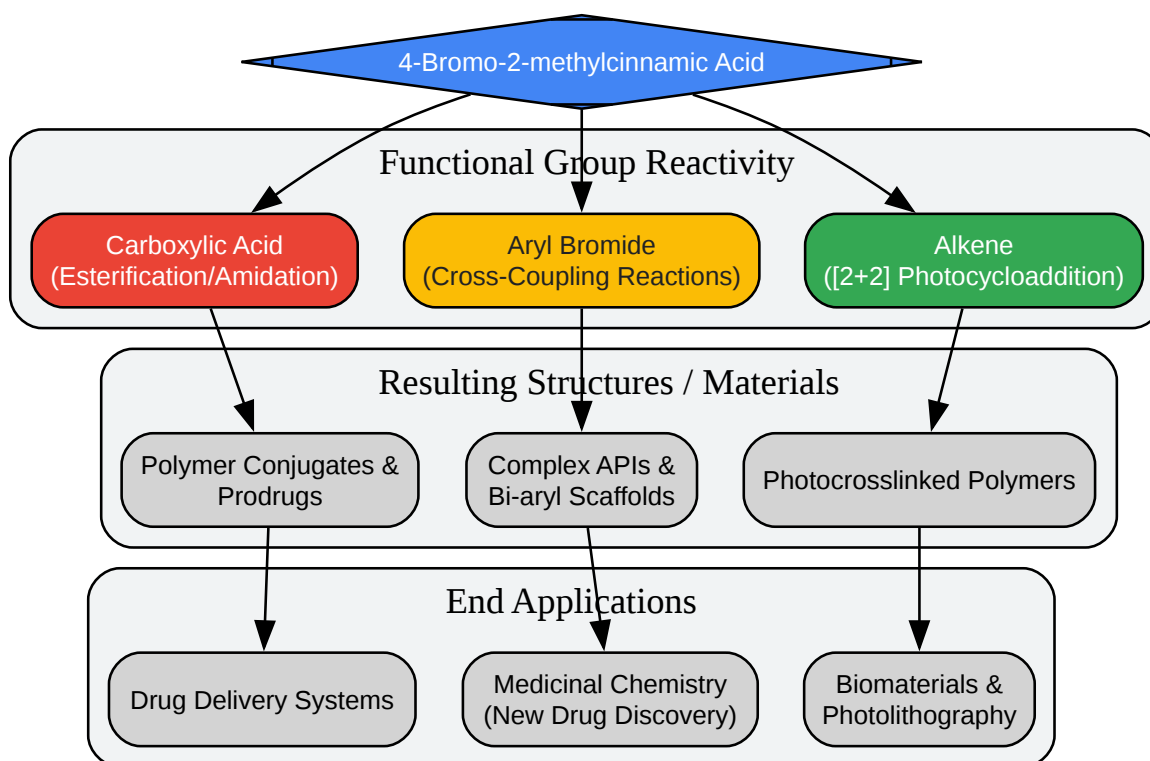 4-Bromo-2-methylcinnamic Acid
Functional Group Reactivity
Carboxylic Acid
(Esterification/Amidation)
Aryl Bromide
(Cross-Coupling Reactions)
Alkene
([2+2] Photocycloaddition)
Resulting Structures / Materials
Polymer Conjugates &
Prodrugs
Complex APIs &
Bi-aryl Scaffolds
Photocrosslinked Polymers
End Applications
Drug Delivery Systems
Medicinal Chemistry
(New Drug Discovery)
Biomaterials &
Photolithography